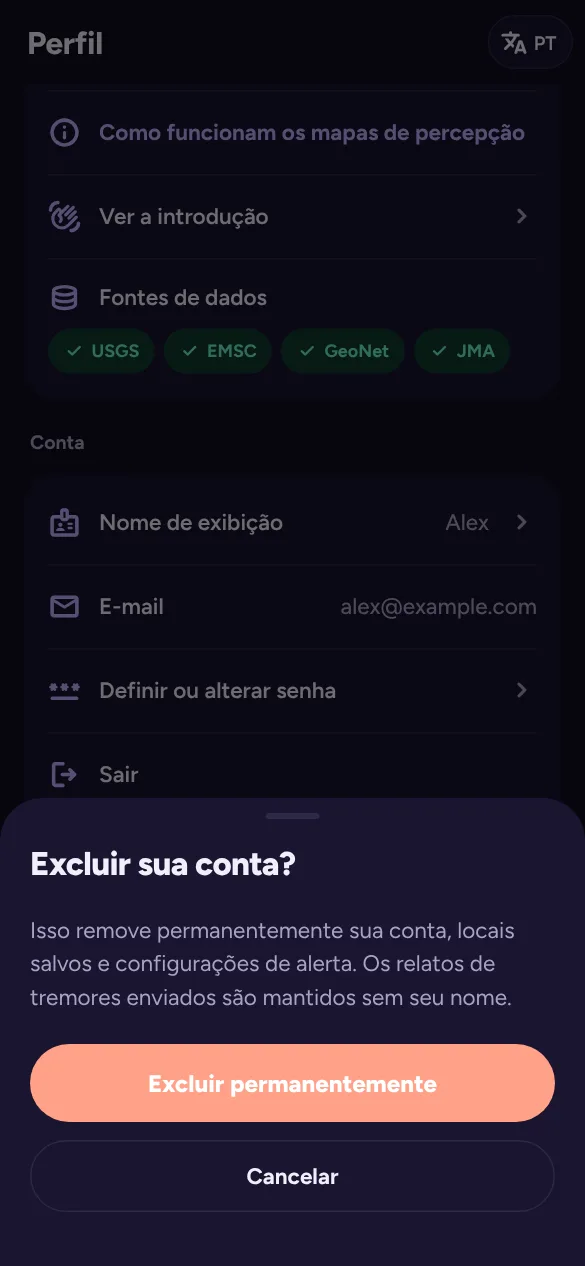 Perfil
PT
Como funcionam os mapas de percepção
Ver a introdução
Fontes de dados
USGS
EMSC
GeoNet
JMA
Conta
Nome de exibição
Alex
E-mail
alex@example.com
Definir ou alterar senha
Sair
Excluir sua conta?
Isso remove permanentemente sua conta, locais
salvos e configurações de alerta. Os relatos de
tremores enviados são mantidos sem seu nome.
Excluir permanentemente
Cancelar